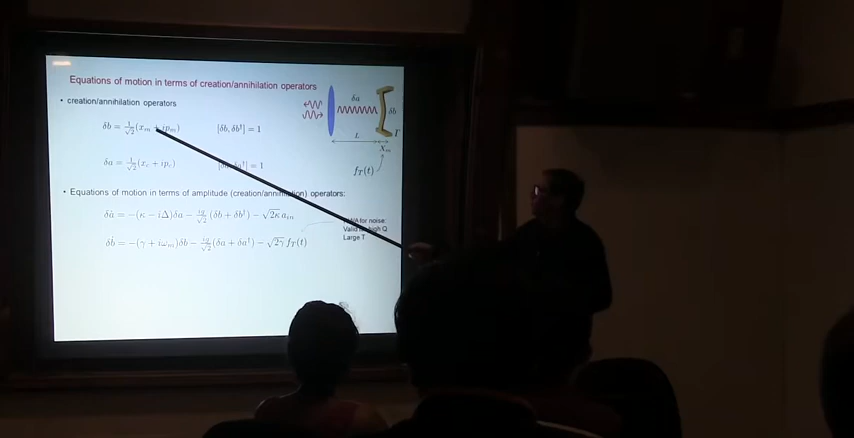 Equations of motion in terms of creation/annihilation operators
• creation/annihilation operators
δb = 1/√2 (x_m + ip_m) [δb, δb†] = 1
δa = 1/√2 (x_c + ip_c) = 1
δa
δb
L
Γ
X_m
f_T(t)
• Equations of motion in terms of amplitude (creation/annihilation) operators:
δȧ = −(κ − iΔ)δa − ig/√2 (δb + δb†) − √2κ a_in
δḃ = −(γ + iω_m)δb − ig/√2 (δa + δa†) − √2γ f_T(t)
for noise:
Valid high Q
Large T